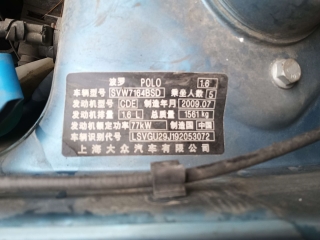 波罗 POLO 1.6
车辆型号 SVW7164BSD 乘坐人数 5
发动机型号 CDE 制造年月 2009.07
发动机排量 1.6 L 总质量 1561 kg
发动机额定功率 77kW 制造国 中国
车辆识别代号 LSVGU29J192053072
上海大众汽车有限公司